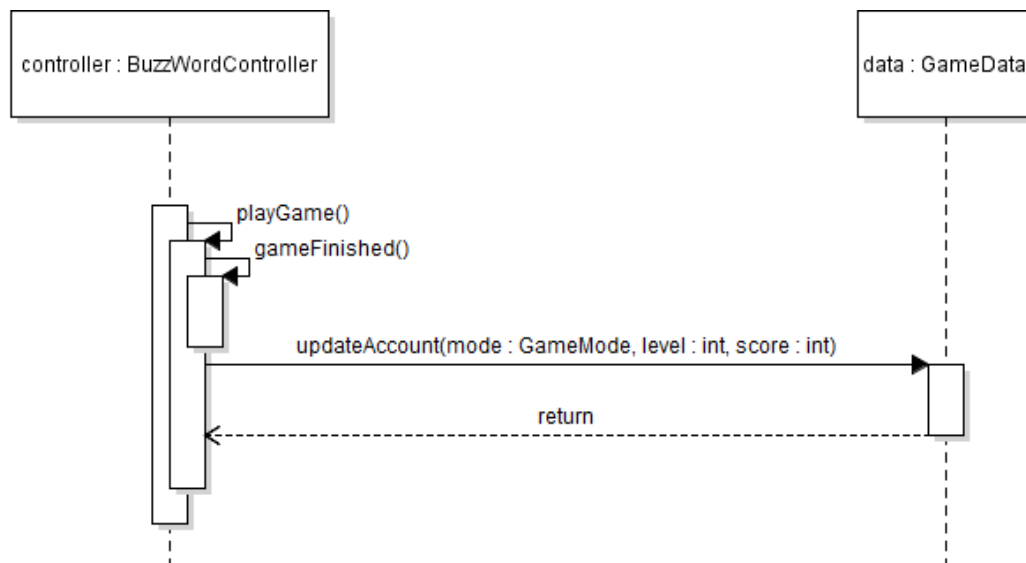 controller : BuzzWordController
data : GameData
playGame()
gameFinished()
updateAccount(mode : GameMode, level : int, score : int)
return